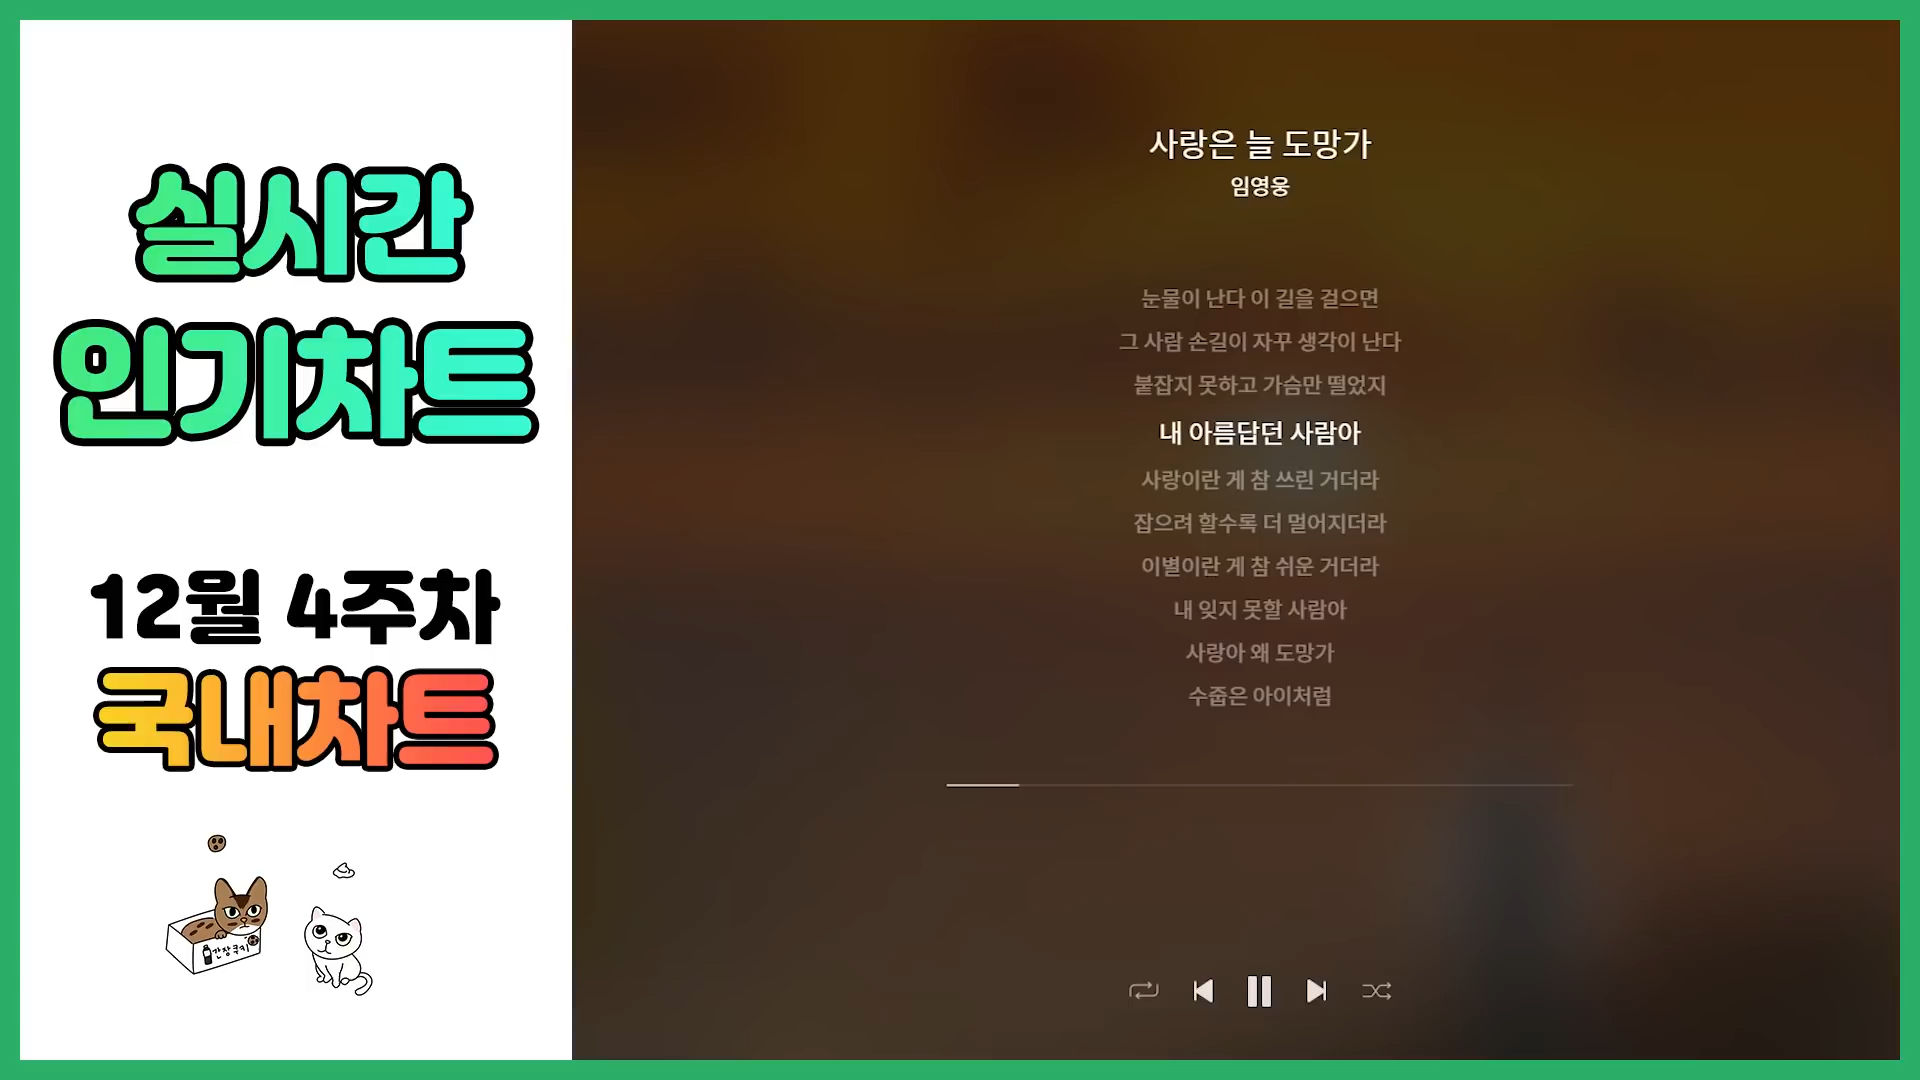 실시간
인기차트
12월 4주차
국내차트
간장쿡키
사랑은 늘 도망가
임영웅
눈물이 난다 이 길을 걸으면
그 사람 손길이 자꾸 생각이 난다
붙잡지 못하고 가슴만 떨었지
내 아름답던 사람아
사랑이란 게 참 쓰린 거더라
잡으려 할수록 더 멀어지더라
이별이란 게 참 쉬운 거더라
내 잊지 못할 사람아
사랑아 왜 도망가
수줍은 아이처럼